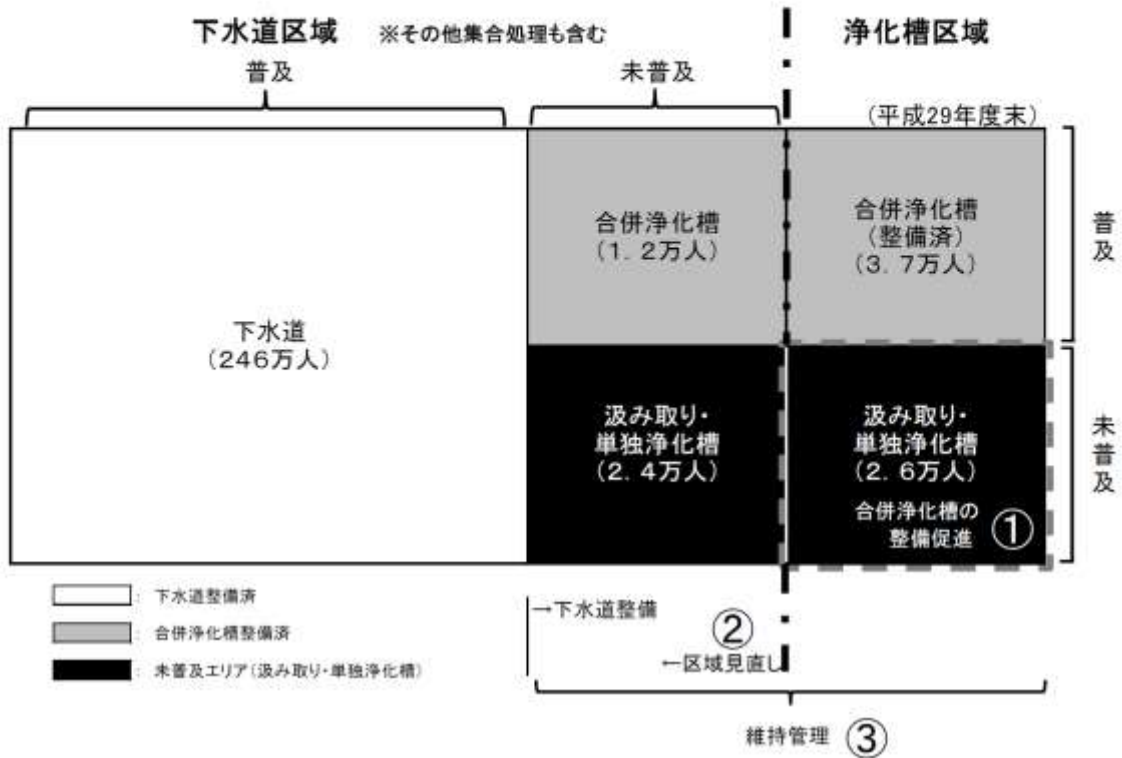 下水道区域 ※その他集合処理も含む
浄化槽区域
普及
未普及
(平成29年度末)
下水道
(246万人)
合併浄化槽
(1.2万人)
合併浄化槽
(整備済)
(3.7万人)
普及
汲み取り・
単独浄化槽
(2.4万人)
汲み取り・
単独浄化槽
(2.6万人)
合併浄化槽の
整備促進
①
未普及
: 下水道整備済
: 合併浄化槽整備済
: 未普及エリア(汲み取り・単独浄化槽)
→下水道整備
②
←区域見直し
維持管理 ③